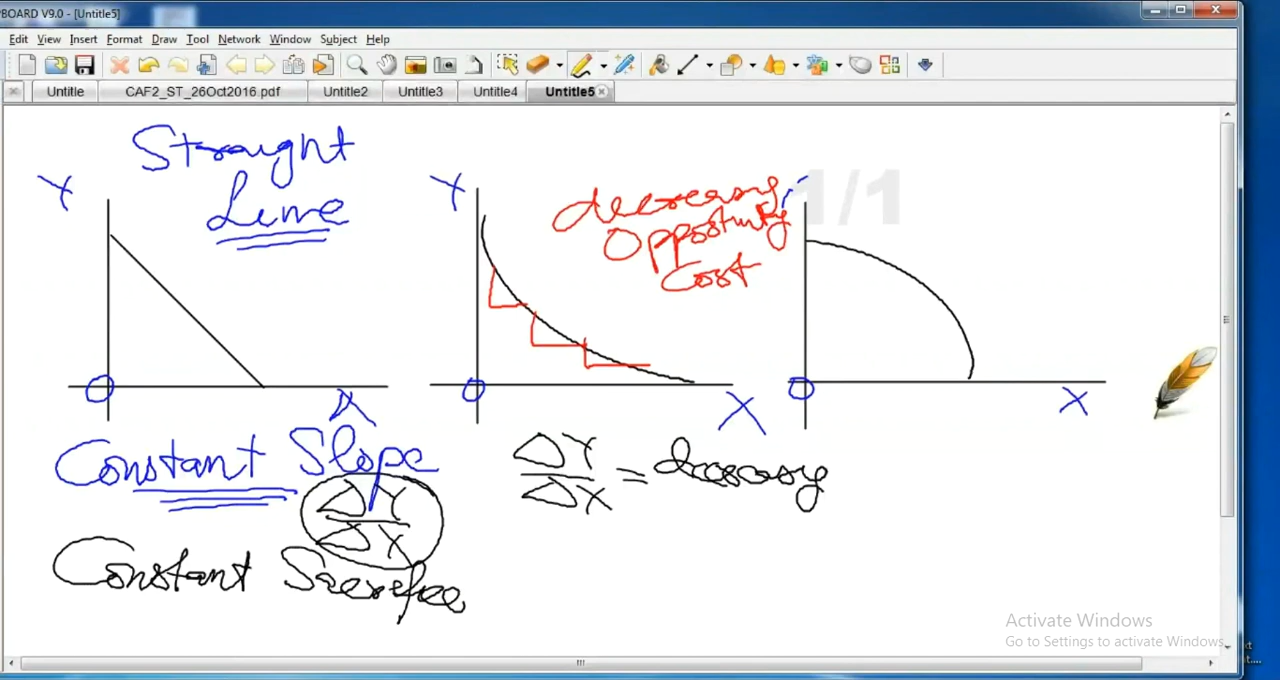 BOARD V9.0 - [Untitle5]
Edit View Insert Format Draw Tool Network Window Subject Help
Untitle CAF2_ST_26Oct2016.pdf Untitle2 Untitle3 Untitle4 Untitle5
Straight
Line
Y
O
X
Constant Slope
ΔY
ΔX
Constant Sacrifice
Y
decreasing
Opportunity
Cost
O
X
ΔY
ΔX
= decreasing
1/1
O
X
Activate Windows
Go to Settings to activate Windows.